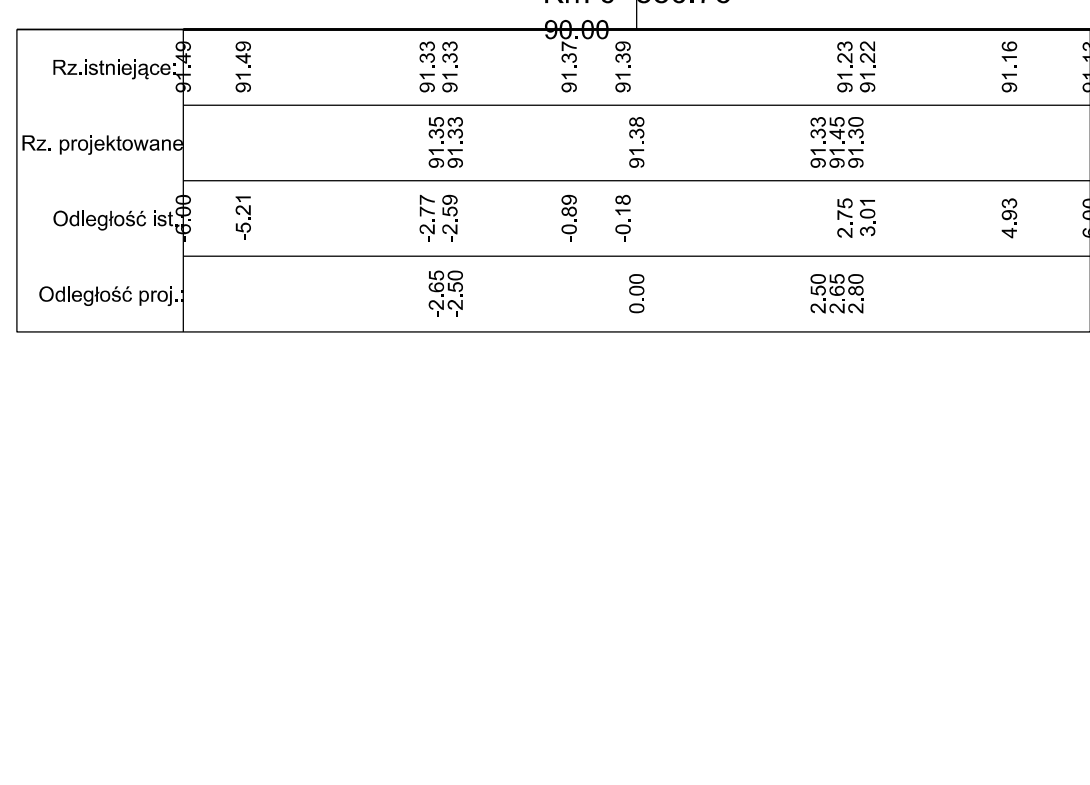 90.00
Rz.istniejące: 91.49 91.49 91.33 91.33 91.37 91.39 91.23 91.22 91.16
Rz. projektowane 91.35 91.33 91.38 91.33 91.45 91.30
Odległość ist.: -6.00 -5.21 -2.77 -2.59 -0.89 -0.18 2.75 3.01 4.93
Odległość proj.: -2.65 -2.50 0.00 2.50 2.65 2.80